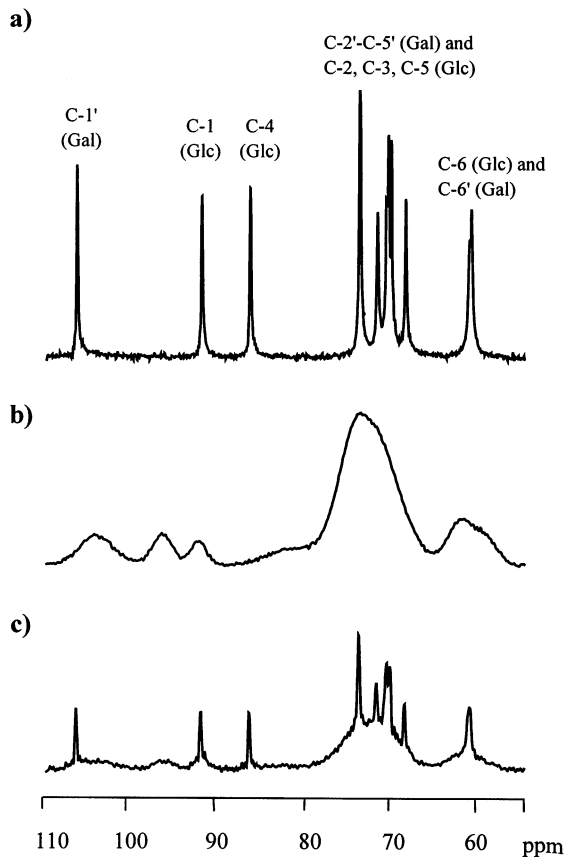 a)
C-2'-C-5' (Gal) and
C-2, C-3, C-5 (Glc)
C-1'
(Gal)
C-1
(Glc)
C-4
(Glc)
C-6 (Glc) and
C-6' (Gal)
b)
c)
110 100 90 80 70 60 ppm